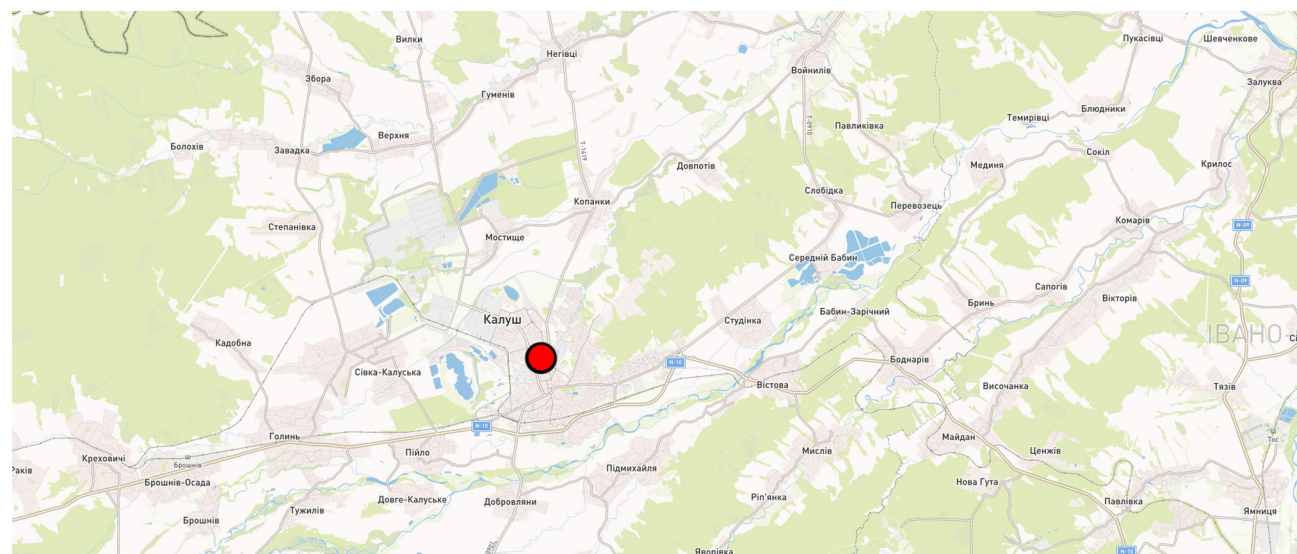 Вилки
Негівці
Пукасівці
Шевченкове
Збора
Войнилів
Залуква
Гуменів
Блюдники
Болохів
Завадка
Верхня
Т-1419
Т-0910
Павликівка
Темирівці
Довпотів
Мединя
Сокіл
Крилос
Слобідка
Копанки
Перевозець
Степанівка
Мостище
Комарів
N-09
Середній Бабин
N-09
Бринь
Сапогів
Вікторів
Калуш
Студінка
Бабин-Зарічний
ІВАНО-
Кадобна
Сівка-Калуська
N-10
Боднарів
Вістова
Височанка
Тязів
N-10
Голинь
Майдан
Тос
Креховичі
Раків
Брошнів
Пійло
Підмихайля
Мислів
Ценжів
Брошнів-Осада
Нова Гута
Довге-Калуське
Добровляни
Ріп'янка
Павлівка
Ямниця
Тужилів
Брошнів
Яворівка
N-10